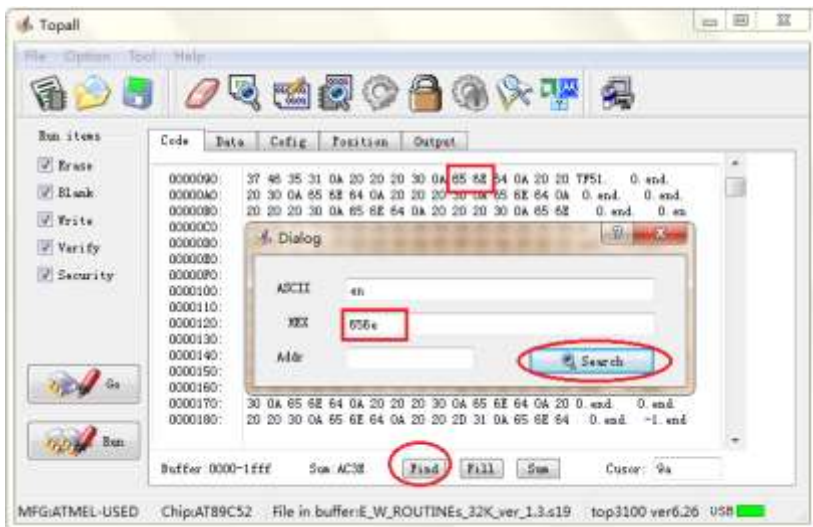 Topall
File Option Tool Help
Run items
Erase
Blank
Write
Verify
Security
Go
Run
Code Data Cofig Position Output
0000090: 37 46 35 31 0A 20 20 20 30 0A 65 6E 64 0A 20 20 7F51. 0.end.
00000A0: 20 30 0A 65 6E 64 0A 20 20 20 30 0A 65 6E 64 0A 0.end. 0.end.
00000B0: 20 20 20 30 0A 65 6E 64 0A 20 20 20 30 0A 65 6E 0.end. 0.en
00000C0:
00000D0:
00000E0:
00000F0:
0000100:
0000110:
0000120:
0000130:
0000140:
0000150:
0000160:
0000170: 30 0A 65 6E 64 0A 20 20 20 30 0A 65 6E 64 0A 20 0.end. 0.end.
0000180: 20 20 30 0A 65 6E 64 0A 20 20 2D 31 0A 65 6E 64 0.end. -1.end
Dialog
ASCII en
HEX 656e
Addr
Search
Buffer 0000-1fff Sum AC3H Find Fill Sum Cusor: 9a
MFG:ATMEL-USED Chip:AT89C52 File in buffer:E_W_ROUTINEs_32K_ver_1.3.s19 top3100 ver6.26 USB